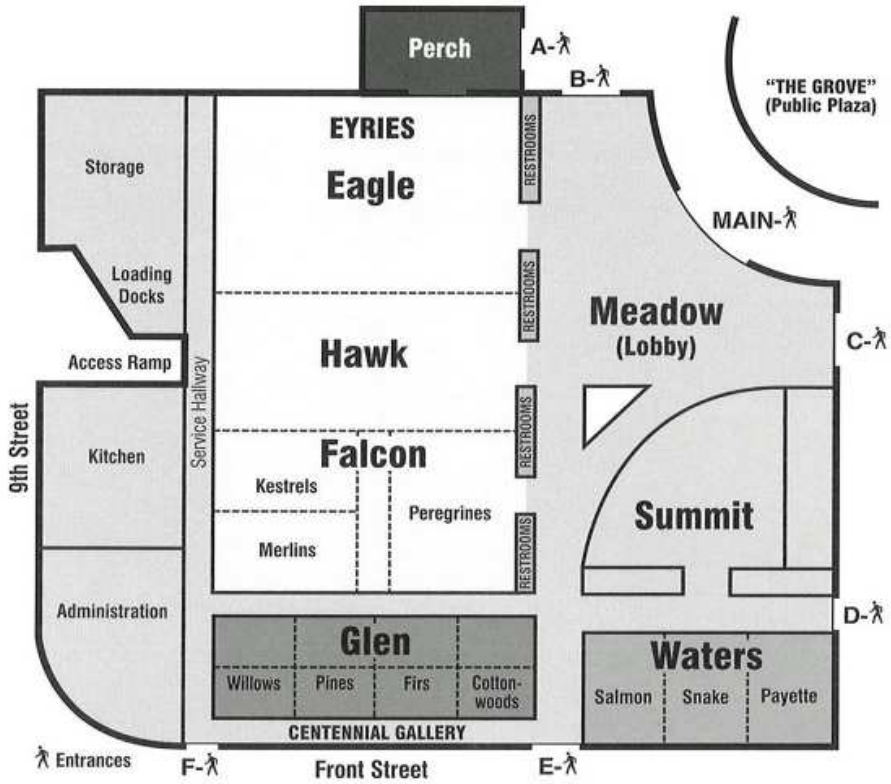 Perch
A-
B-
"THE GROVE"
(Public Plaza)
EYRIES
Eagle
RESTROOMS
Storage
MAIN-
Loading
Docks
RESTROOMS
Meadow
(Lobby)
C-
Hawk
Access Ramp
Service Hallway
9th Street
RESTROOMS
Falcon
Kitchen
Kestrels
Peregrines
Summit
Merlins
RESTROOMS
Administration
D-
Glen
Waters
Willows
Pines
Firs
Cotton-
woods
Salmon
Snake
Payette
CENTENNIAL GALLERY
Entrances
F-
Front Street
E-